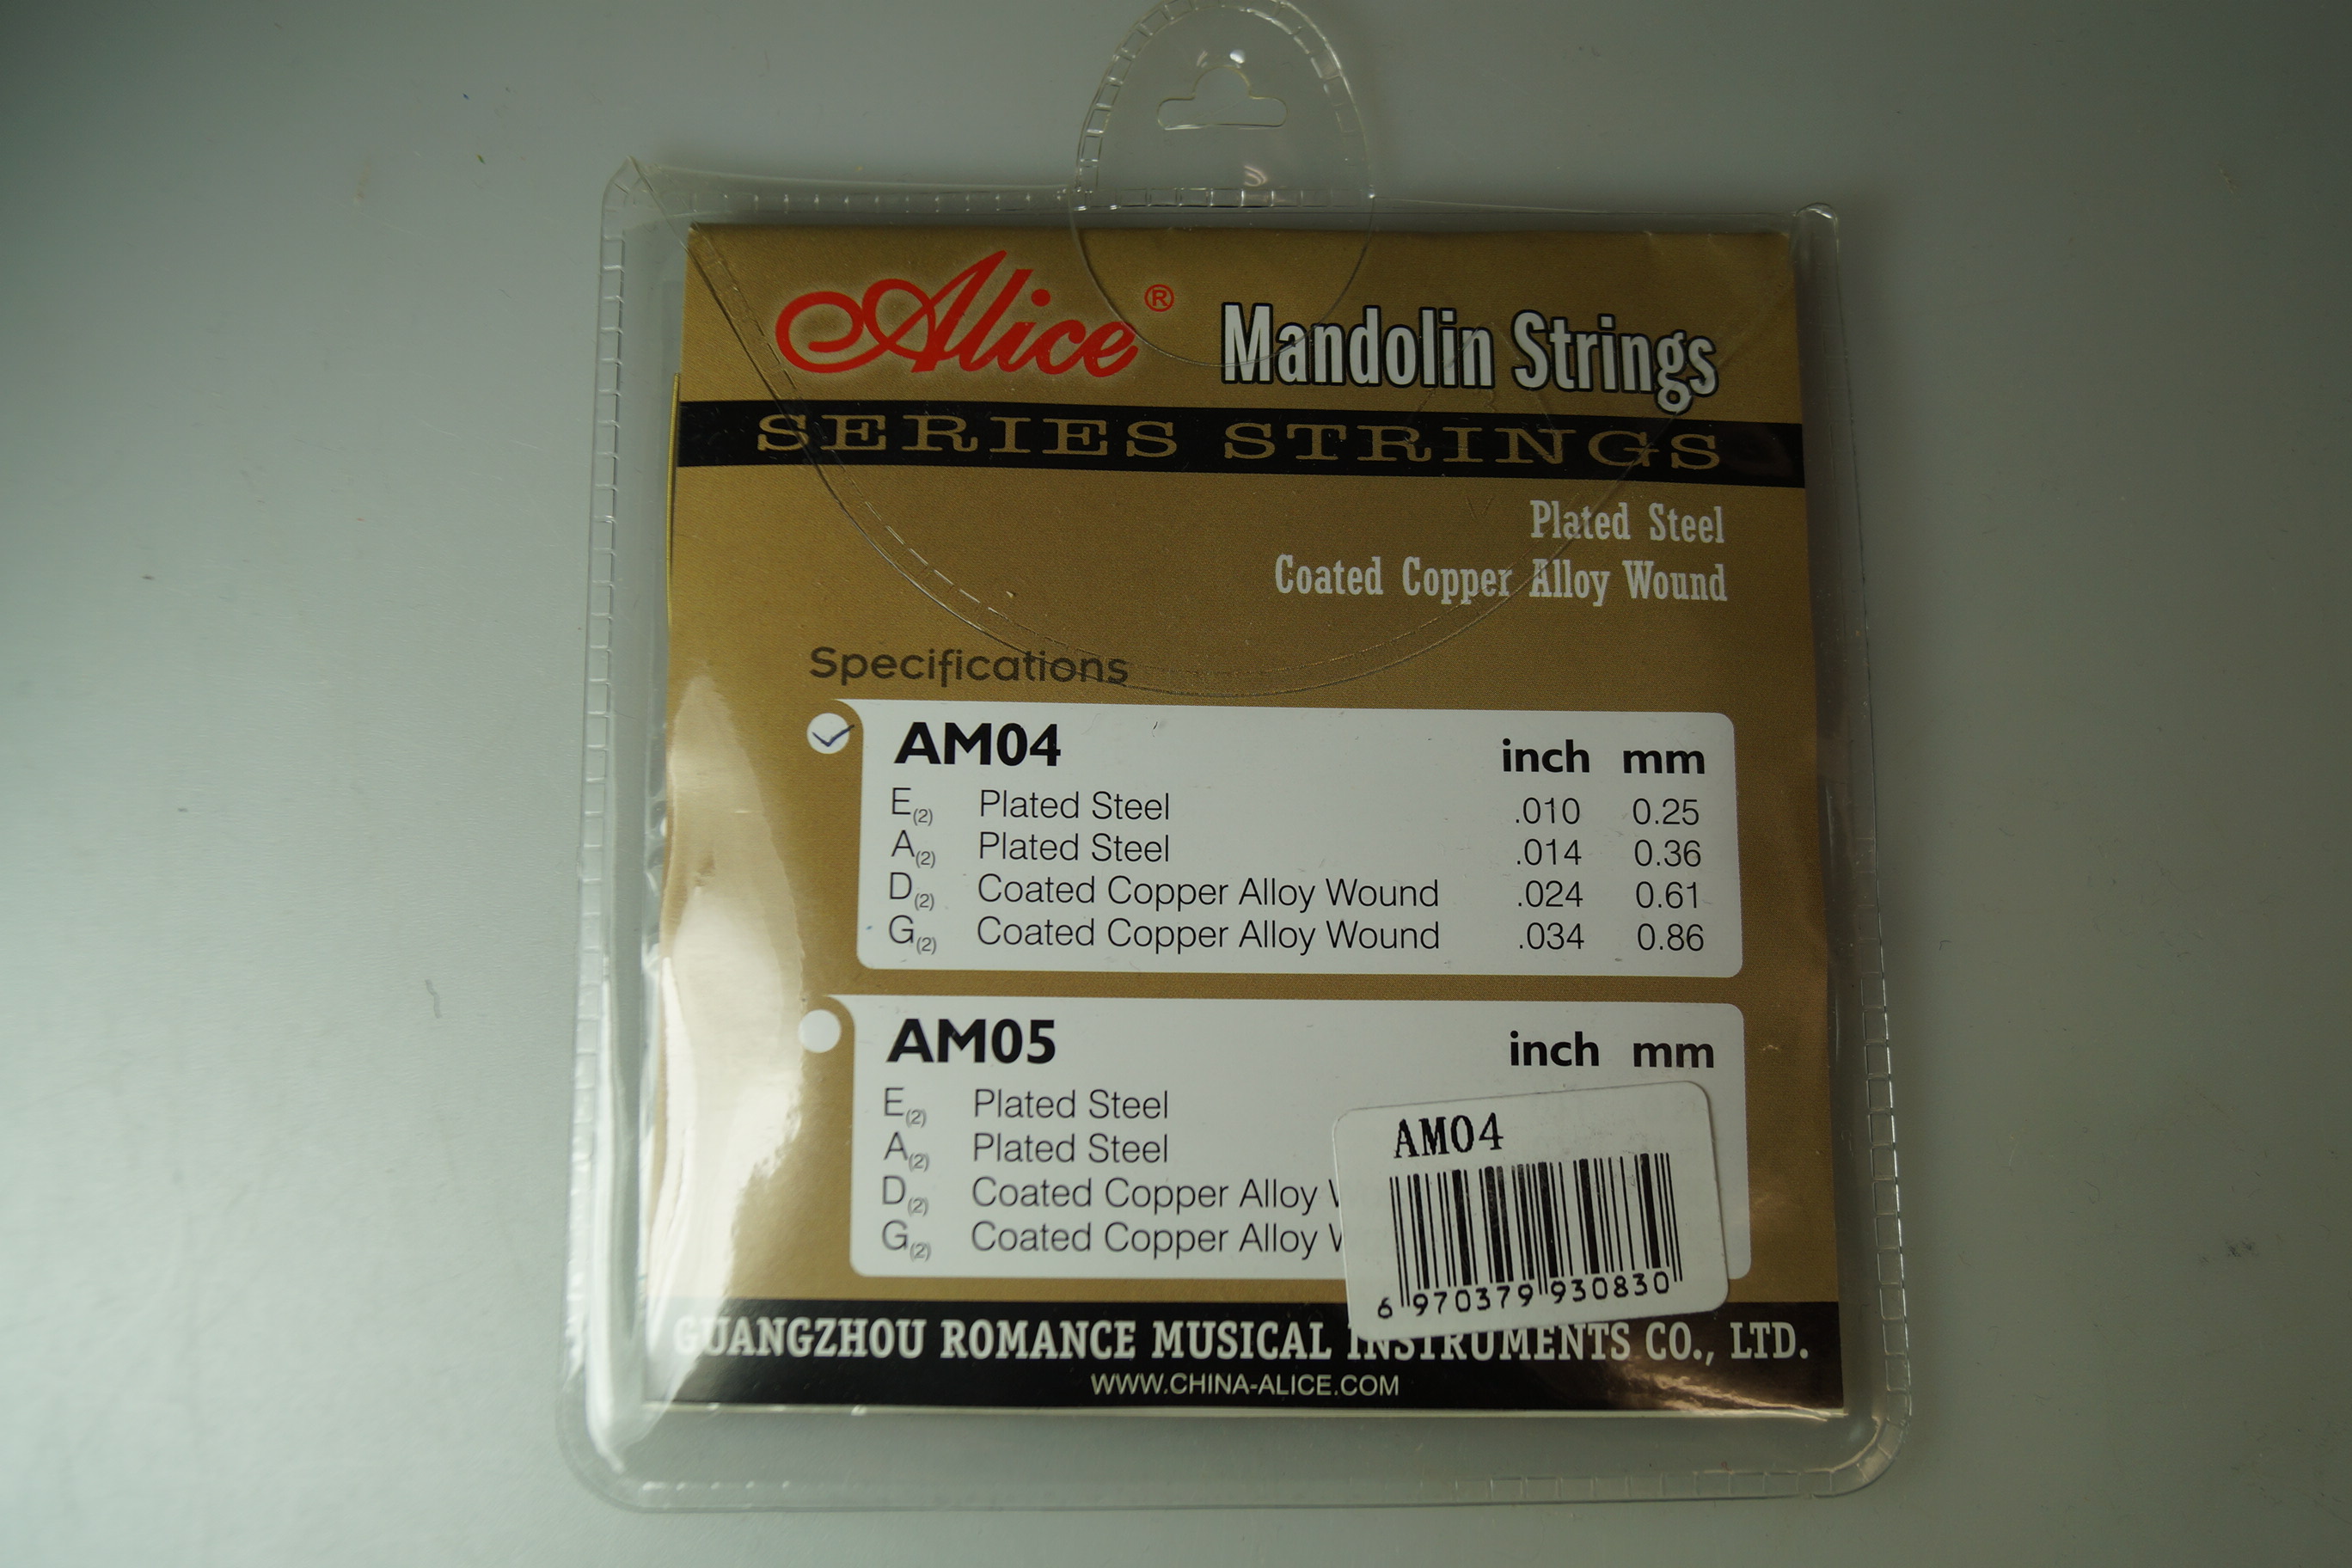 Alice® Mandolin Strings
SERIES STRINGS
Plated Steel
Coated Copper Alloy Wound
Specifications
AM04 inch mm
E(2) Plated Steel .010 0.25
A(2) Plated Steel .014 0.36
D(2) Coated Copper Alloy Wound .024 0.61
G(2) Coated Copper Alloy Wound .034 0.86
AM05 inch mm
E(2) Plated Steel
A(2) Plated Steel
D(2) Coated Copper Alloy
G(2) Coated Copper Alloy
AM04
6 970379 930830
GUANGZHOU ROMANCE MUSICAL INSTRUMENTS CO., LTD.
WWW.CHINA-ALICE.COM